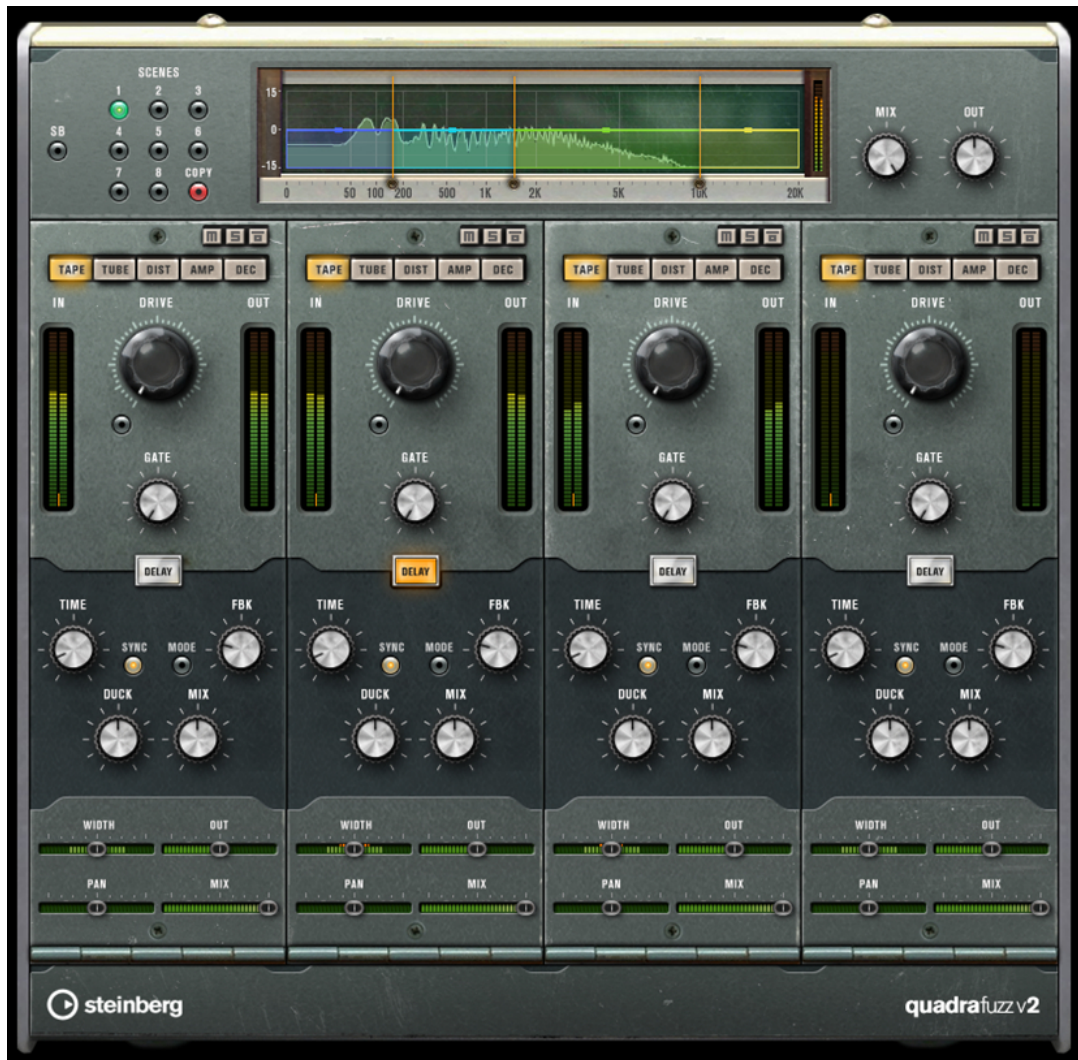 SCENES
1 2 3
SB 4 5 6
7 8 COPY
15
0
-15
0 50 100 200 500 1K 2K 5K 10K 20K
MIX OUT
M S M S M S M S
TAPE TUBE DIST AMP DEC TAPE TUBE DIST AMP DEC TAPE TUBE DIST AMP DEC TAPE TUBE DIST AMP DEC
IN DRIVE OUT IN DRIVE OUT IN DRIVE OUT IN DRIVE OUT
GATE GATE GATE GATE
DELAY DELAY DELAY DELAY
TIME FBK TIME FBK TIME FBK TIME FBK
SYNC MODE SYNC MODE SYNC MODE SYNC MODE
DUCK MIX DUCK MIX DUCK MIX DUCK MIX
WIDTH OUT WIDTH OUT WIDTH OUT WIDTH OUT
PAN MIX PAN MIX PAN MIX PAN MIX
steinberg quadrafuzz v2